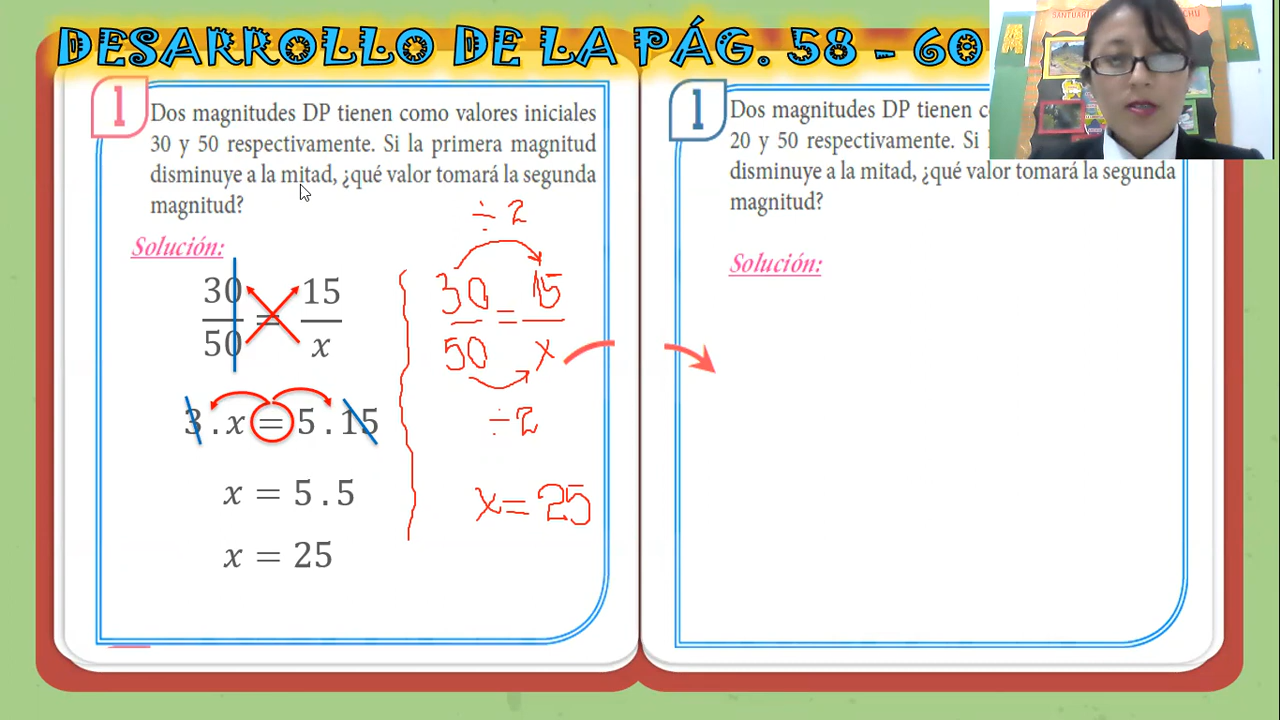 DESARROLLO DE LA PÁG. 58 - 60
SANTUARIO
CHU
1
Dos magnitudes DP tienen como valores iniciales
30 y 50 respectivamente. Si la primera magnitud
disminuye a la mitad, ¿qué valor tomará la segunda
magnitud?
Solución:
30/50 = 15/x
3 . x = 5 . 15
x = 5 . 5
x = 25
÷ 2
30/50 = 15/x
÷ 2
x = 25
1
Dos magnitudes DP tienen c
20 y 50 respectivamente. Si l
disminuye a la mitad, ¿qué valor tomará la segunda
magnitud?
Solución: